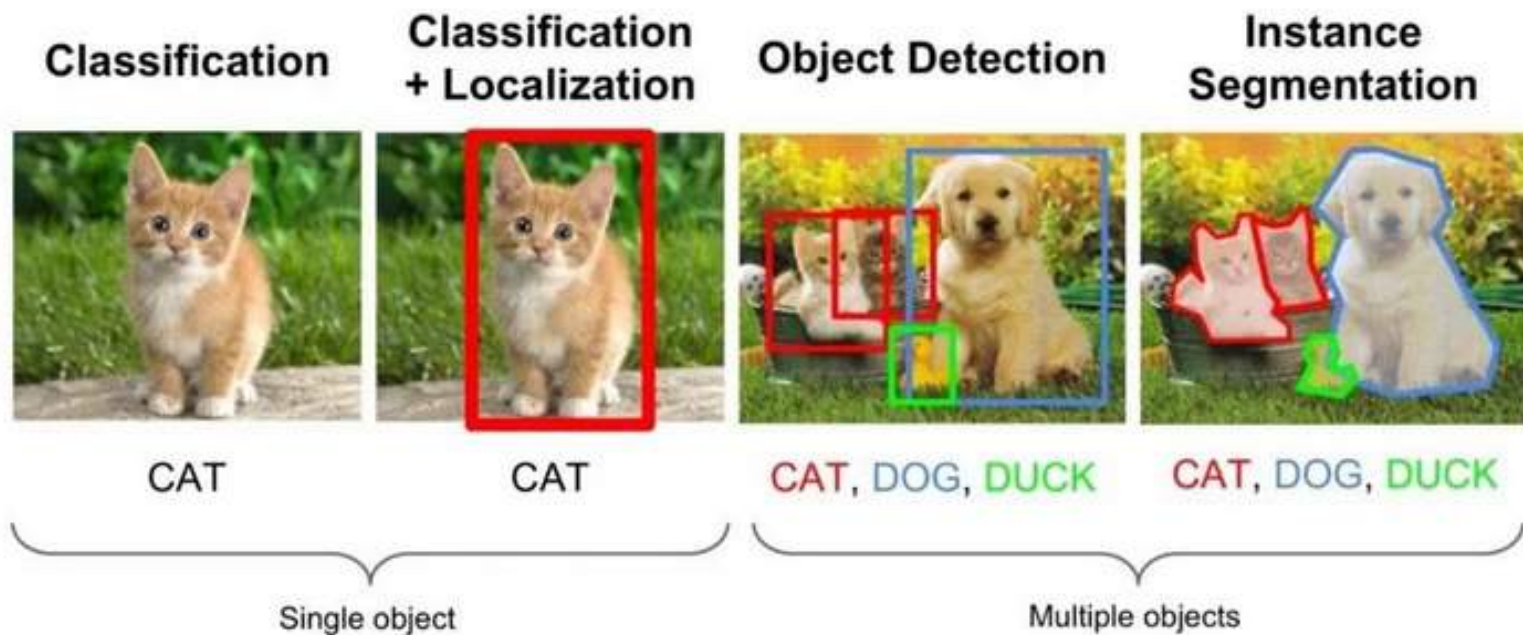 Classification
Classification
+ Localization
Object Detection
Instance
Segmentation
CAT
CAT
CAT, DOG, DUCK
CAT, DOG, DUCK
Single object
Multiple objects